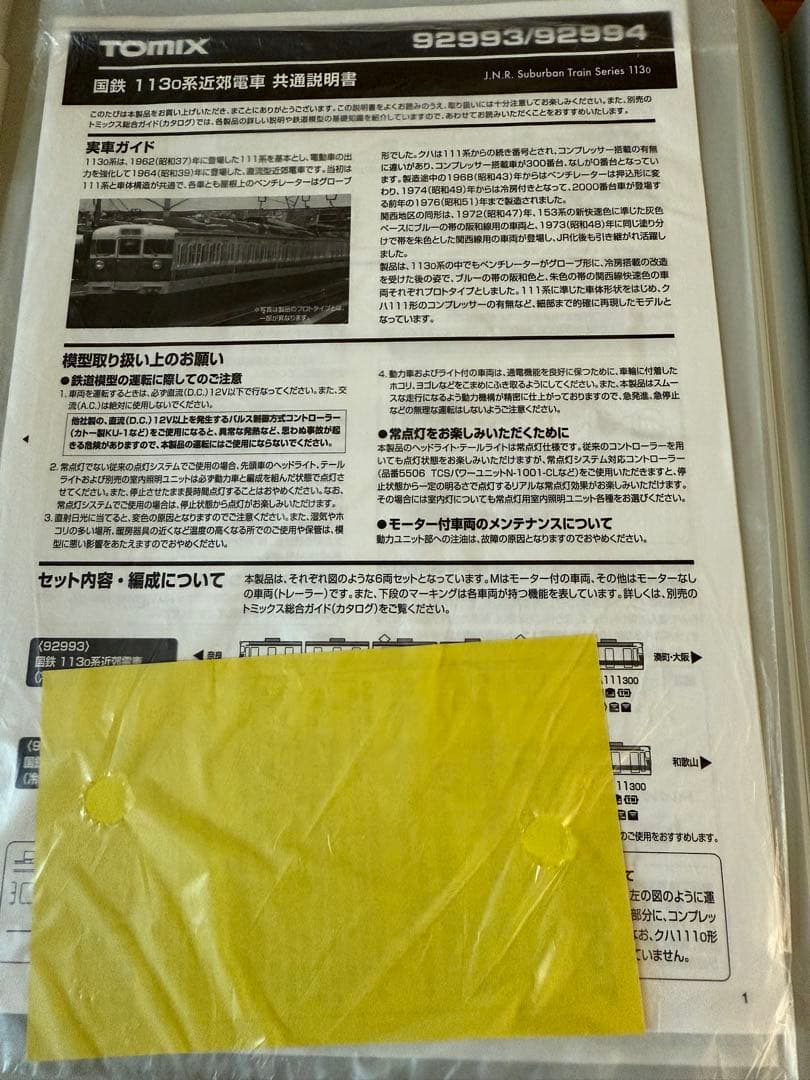 TOMIX
92993/92994
国鉄 113₀系近郊電車 共通説明書
J.N.R. Suburban Train Series 113₀
このたびは本製品をお買い上げいただき、まことにありがとうございます。この説明書をよくお読みのうえ、取り扱いには十分注意してお楽しみください。また、別売の
トミックス総合ガイド(カタログ)では、各製品の詳しい説明や鉄道模型の基礎知識を紹介していますので、あわせてお読みいただくことをおすすめいたします。
実車ガイド
113₀系は、1962(昭和37)年に登場した111系を基本とし、電動車の出
力を強化して1964(昭和39)年に登場した、直流型近郊電車です。当初は
111系と車体構造が共通で、各車とも屋根上のベンチレーターはグローブ
※写真は製品のプロトタイプとは、
一部が異なります。
形でした。クハは111系からの続き番号とされ、コンプレッサー搭載の有無
に違いがあり、コンプレッサー搭載車が300番台、なしが0番台となってい
ます。製造途中の1968(昭和43)年からはベンチレーターは押込形に変
わり、1974(昭和49)年からは冷房付きとなって、2000番台車が登場す
る前年の1976(昭和51)年まで製造されました。
関西地区の同形は、1972(昭和47)年、153系の新快速色に準じた灰色
ベースにブルーの帯の阪和線用の車両と、1973(昭和48)年に同じ塗り分
けで帯を朱色とした関西線用の車両が登場し、JR化後も引き継がれ活躍し
ました。
製品は、113₀系の中でもベンチレーターがグローブ形に、冷房搭載の改造
を受けた後の姿で、ブルーの帯の阪和色と、朱色の帯の関西線快速色の車
両それぞれプロトタイプとしました。111系に準じた車体形状をはじめ、ク
ハ111形のコンプレッサーの有無など、細部まで的確に再現したモデルと
なっています。
模型取り扱い上のお願い
●鉄道模型の運転に際してのご注意
1. 車両を運転するときは、必ず直流(D.C.)12V以下で行なってください。また、交
流(A.C.)は絶対に使用しないでください。
他社製の、直流(D.C.)12V以上を発生するパルス制御方式コントローラー
(カトー製KU-1など)をご使用になると、異常な発熱など、思わぬ事故が起
きる危険がありますので、本製品の運転にはご使用にならないでください。
2. 常点灯でない従来の点灯システムでご使用の場合、先頭車のヘッドライト、テール
ライトおよび別売の室内照明ユニットは必ず動力車と編成を組んだ状態で点灯さ
せてください。また、停止させたまま長時間点灯することはおやめください。なお、
常点灯システムでご使用の場合は、停止状態から点灯がお楽しみいただけます。
3. 直射日光に当てると、変色の原因となりますのでご注意ください。また、湿気やホ
コリの多い場所、暖房器具の近くなど温度の高くなる所でのご使用や保管は、模
型に悪い影響をあたえますのでおやめください。
4. 動力車およびライト付の車両は、通電機能を良好に保つために、車輪に付着した
ホコリ、ヨゴレなどをこまめにふき取るようにしてください。また、本製品はスムー
スな走行になるよう動力機構が精密に仕上がっておりますので、急発進、急停止
などの無理な運転はしないようご注意ください。
●常点灯をお楽しみいただくために
本製品のヘッドライト・テールライトは常点灯仕様です。従来のコントローラーを用
いても点灯状態をお楽しみいただけますが、常点灯システム対応コントローラー
(品番5506 TCSパワーユニットN-1001-CLなど)をご使用いただきますと、停
止状態から一定の明るさで点灯するリアルな常点灯効果がお楽しみいただけます。
その場合には室内灯についても常点灯用室内照明ユニット各種をお選びください。
●モーター付車両のメンテナンスについて
動力ユニット部への注油は、故障の原因となりますのでおやめください。
セット内容・編成について
本製品は、それぞれ図のような6両セットとなっています。Mはモーター付の車両、その他はモーターなし
の車両(トレーラー)です。また、下段のマーキングは各車両が持つ機能を表しています。詳しくは、別売の
トミックス総合ガイド(カタログ)をご覧ください。
〈92993〉
国鉄 113₀系近郊電車
◀奈良
湊町・大阪▶
111300
〈9
国鉄
(冷
和歌山▶
11300
のご使用をおすすめします。
て
左の図のように運
部分に、コンプレッ
なお、クハ111₀形
ていません。
1